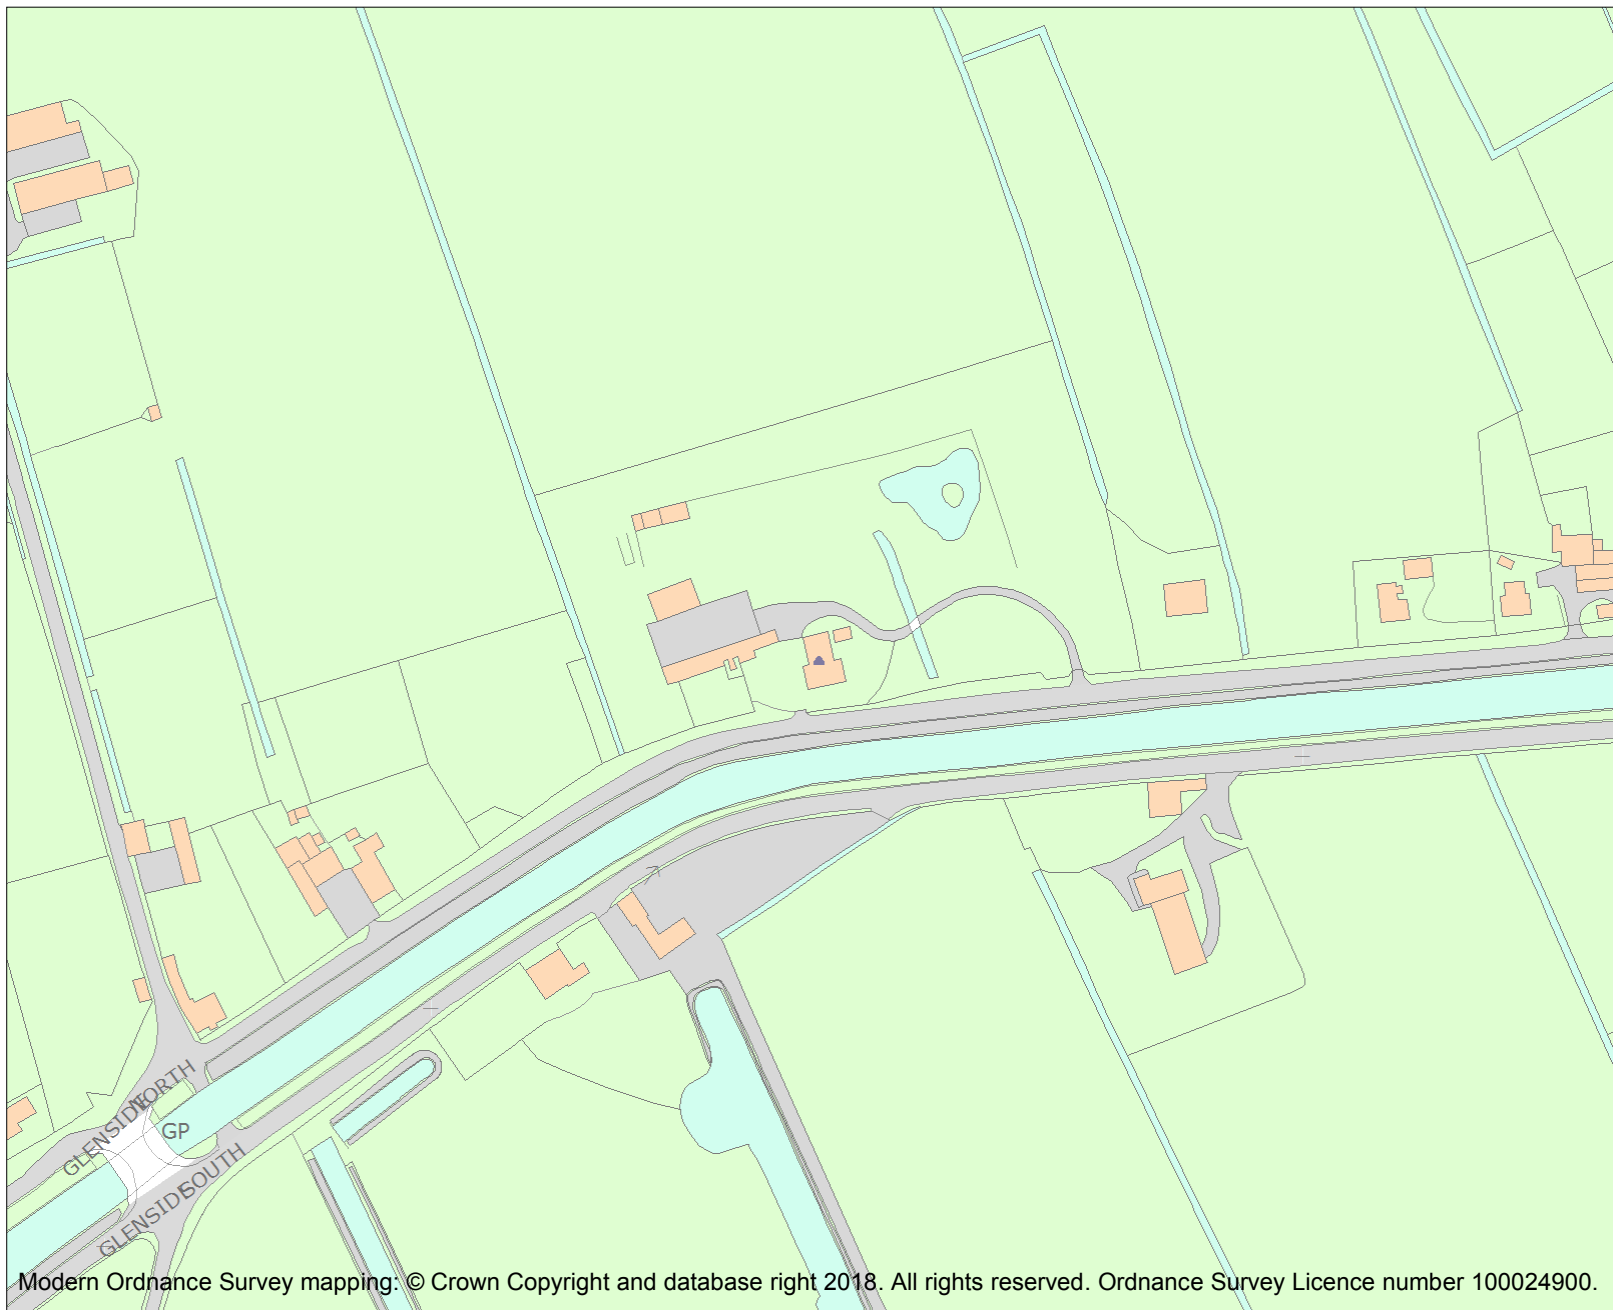 GLENSIDE NORTH
GP
GLENSIDE SOUTH
Modern Ordnance Survey mapping: © Crown Copyright and database right 2018. All rights reserved. Ordnance Survey Licence number 100024900.